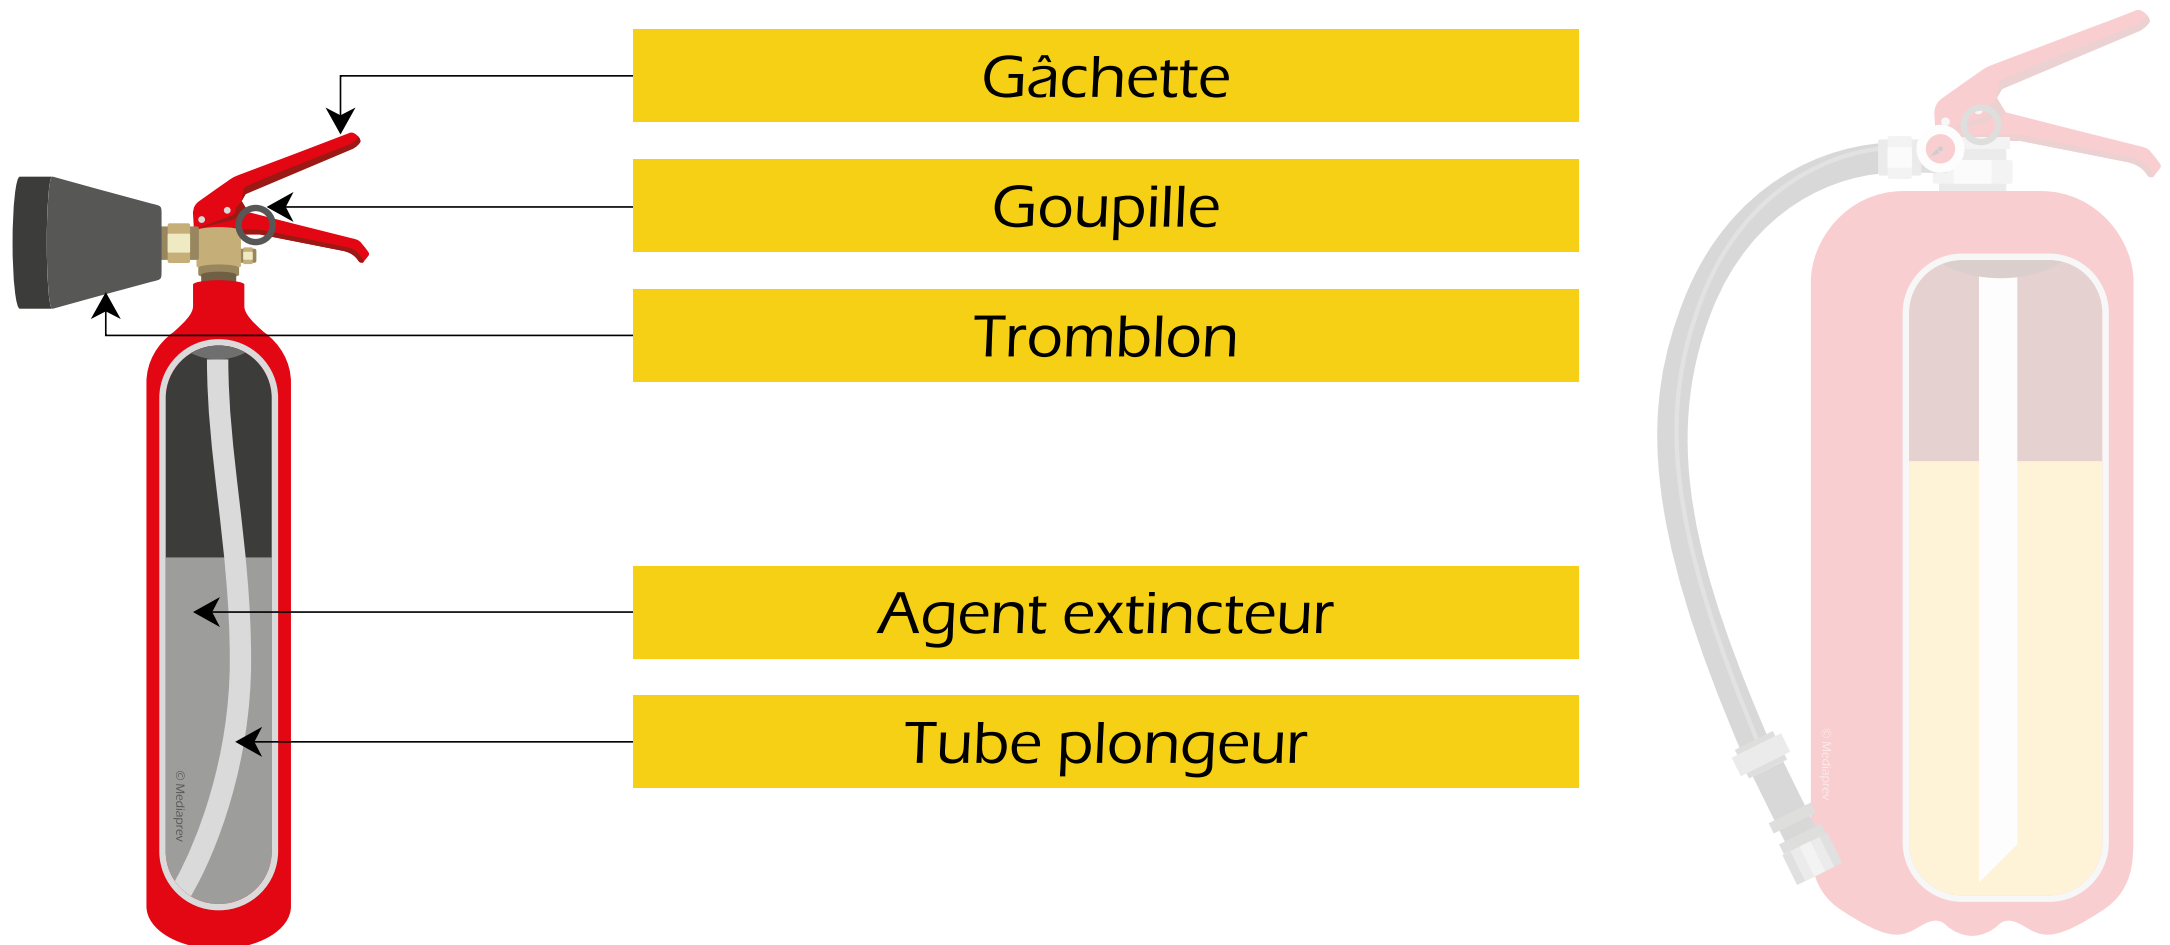 Gâchette
Goupille
Tromblon
Agent extincteur
Tube plongeur
© Mediaprev
© Mediaprev